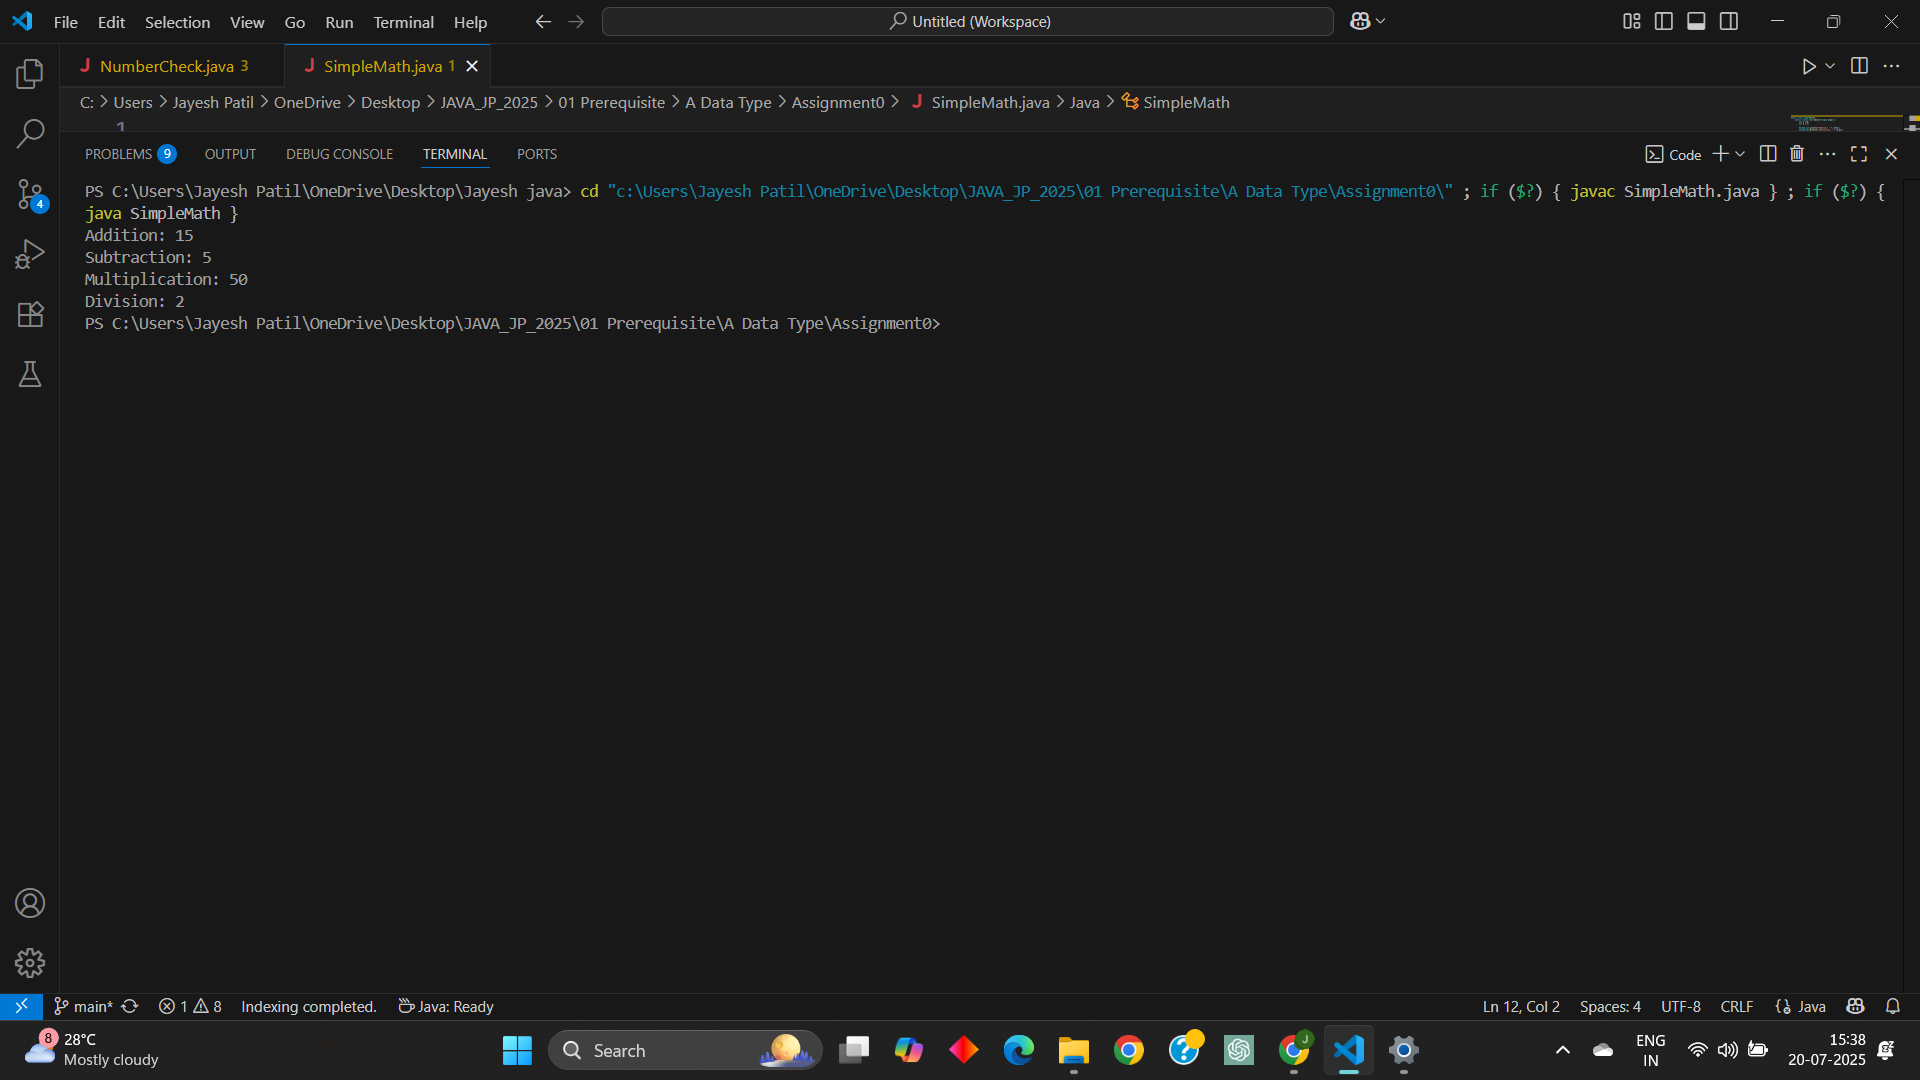 File Edit Selection View Go Run Terminal Help Untitled (Workspace)
NumberCheck.java 3 SimpleMath.java 1
C: > Users > Jayesh Patil > OneDrive > Desktop > JAVA_JP_2025 > 01 Prerequisite > A Data Type > Assignment0 > SimpleMath.java > Java > SimpleMath
1
PROBLEMS 9 OUTPUT DEBUG CONSOLE TERMINAL PORTS Code
PS C:\Users\Jayesh Patil\OneDrive\Desktop\Jayesh java> cd "c:\Users\Jayesh Patil\OneDrive\Desktop\JAVA_JP_2025\01 Prerequisite\A Data Type\Assignment0\" ; if ($?) { javac SimpleMath.java } ; if ($?) {
java SimpleMath }
Addition: 15
Subtraction: 5
Multiplication: 50
Division: 2
PS C:\Users\Jayesh Patil\OneDrive\Desktop\JAVA_JP_2025\01 Prerequisite\A Data Type\Assignment0>
4
main* 1 8 Indexing completed. Java: Ready Ln 12, Col 2 Spaces: 4 UTF-8 CRLF Java
8 28°C
Mostly cloudy
Search
J
ENG
IN
15:38
20-07-2025